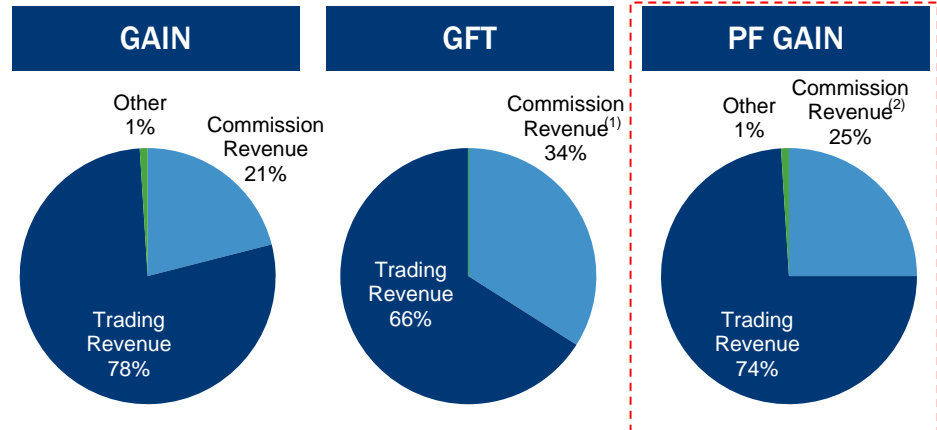 GAIN
Other
1%
Commission
Revenue
21%
Trading
Revenue
78%
GFT
Commission
Revenue(1)
34%
Trading
Revenue
66%
PF GAIN
Other
1%
Commission
Revenue(2)
25%
Trading
Revenue
74%